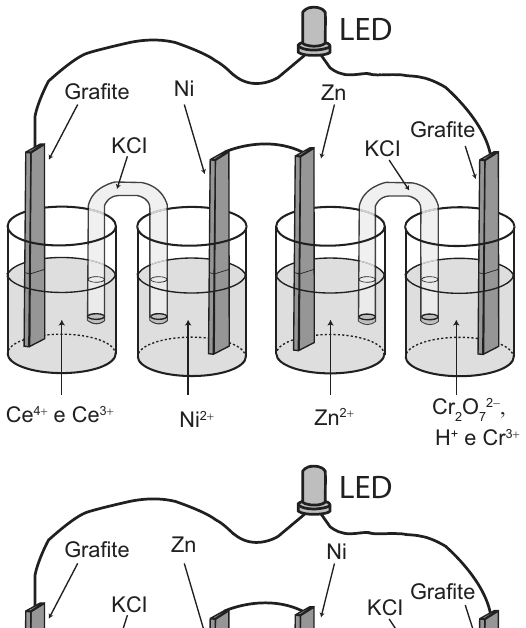 LED
Grafite
Ni
Zn
Grafite
KCl
KCl
Ce⁴⁺ e Ce³⁺
Ni²⁺
Zn²⁺
Cr₂O₇²⁻,
H⁺ e Cr³⁺
LED
Grafite
Zn
Ni
Grafite
KCl
KCl